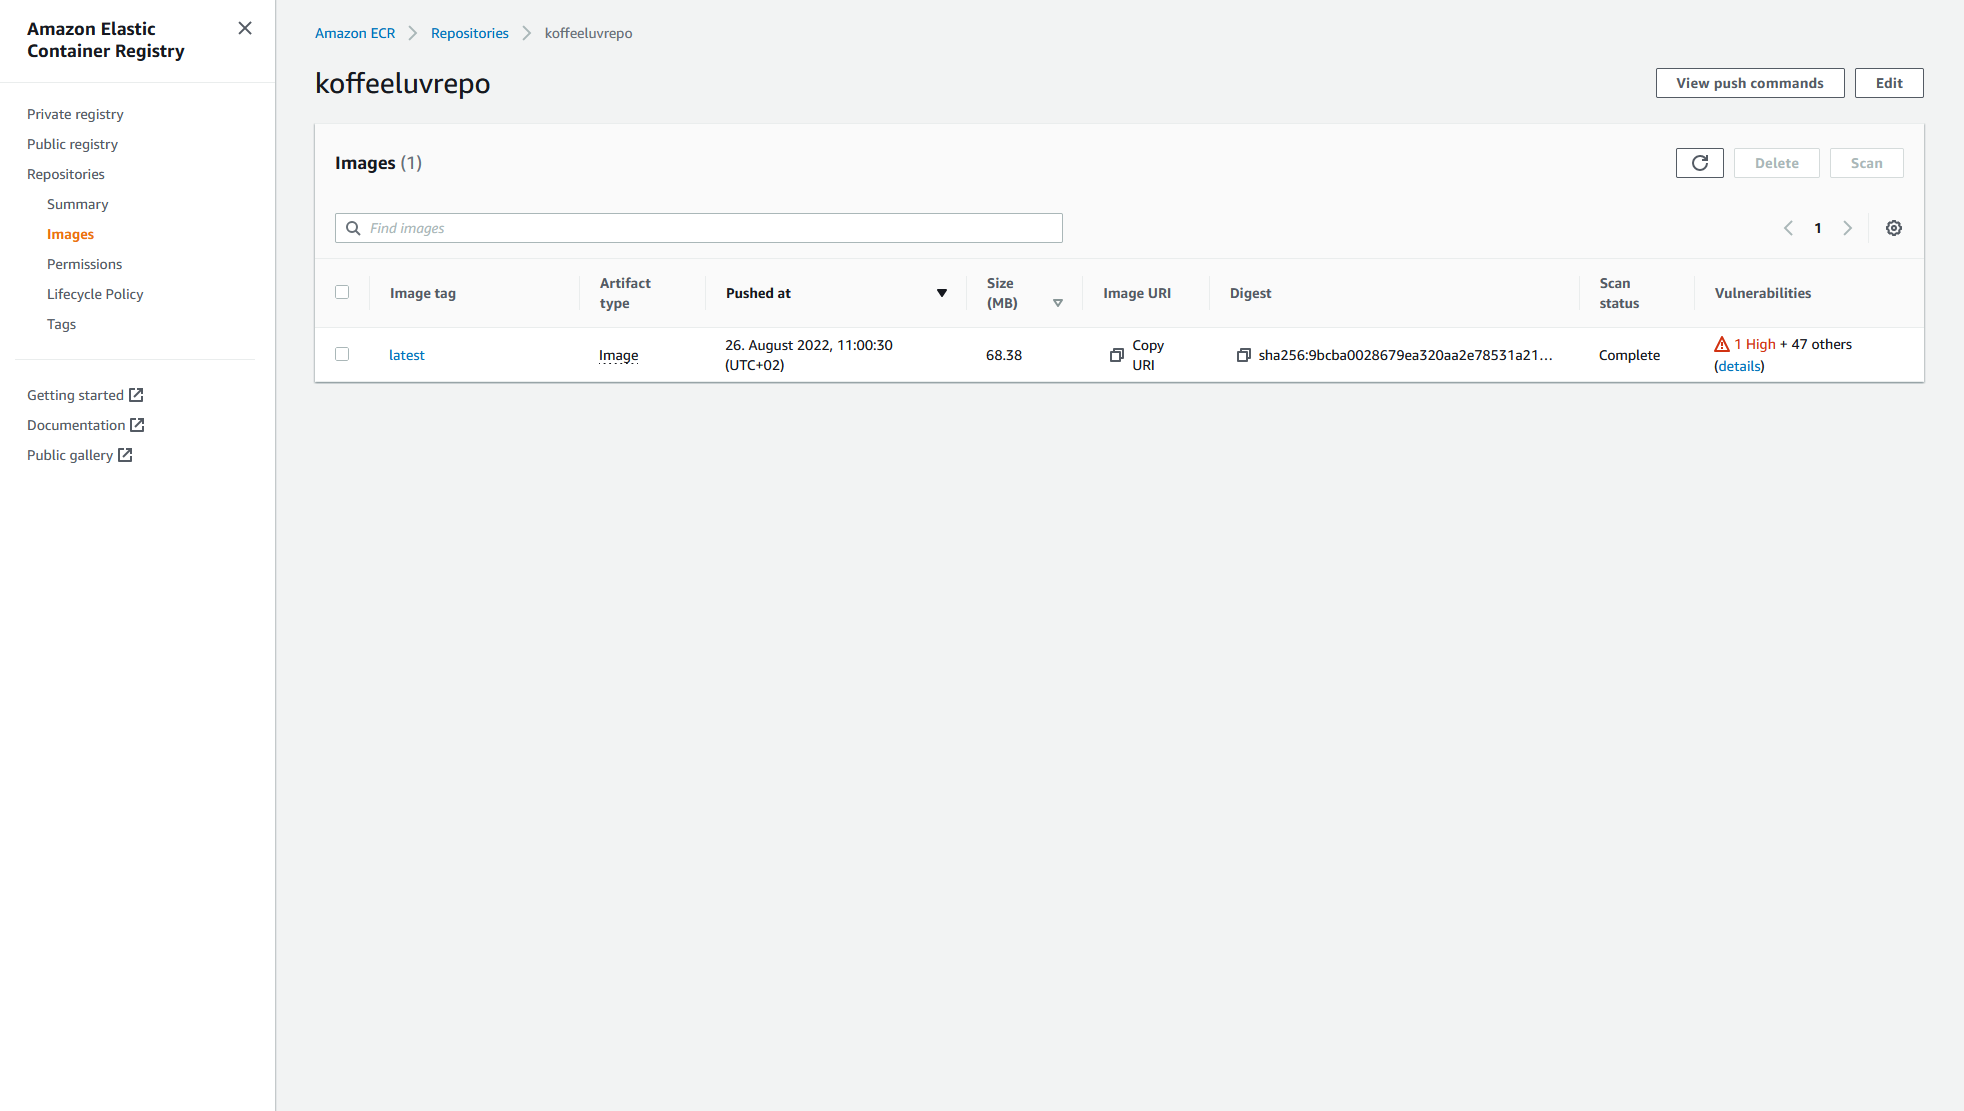 Amazon Elastic
Container Registry
Private registry
Public registry
Repositories
Summary
Images
Permissions
Lifecycle Policy
Tags
Getting started
Documentation
Public gallery
Amazon ECR
Repositories
koffeeluvrepo
koffeeluvrepo
View push commands
Edit
Images (1)
Delete
Scan
Find images
1
Image tag
Artifact
type
Pushed at
Size
(MB)
Image URI
Digest
Scan
status
Vulnerabilities
latest
Image
26. August 2022, 11:00:30
(UTC+02)
68.38
Copy
URI
sha256:9bcba0028679ea320aa2e78531a21...
Complete
1 High + 47 others
(details)